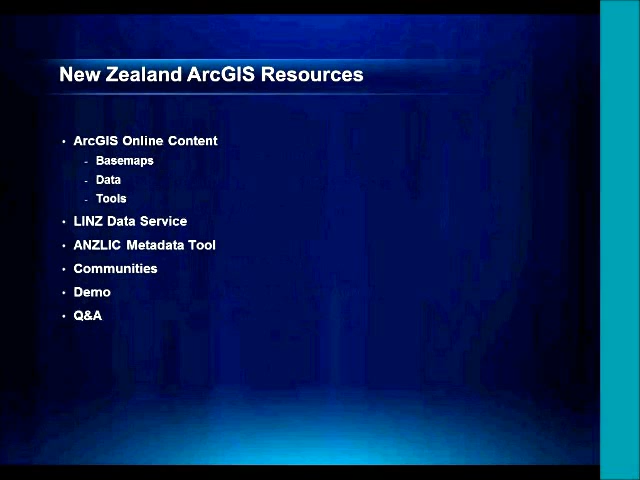 New Zealand ArcGIS Resources
• ArcGIS Online Content
- Basemaps
- Data
- Tools
• LINZ Data Service
• ANZLIC Metadata Tool
• Communities
• Demo
• Q&A